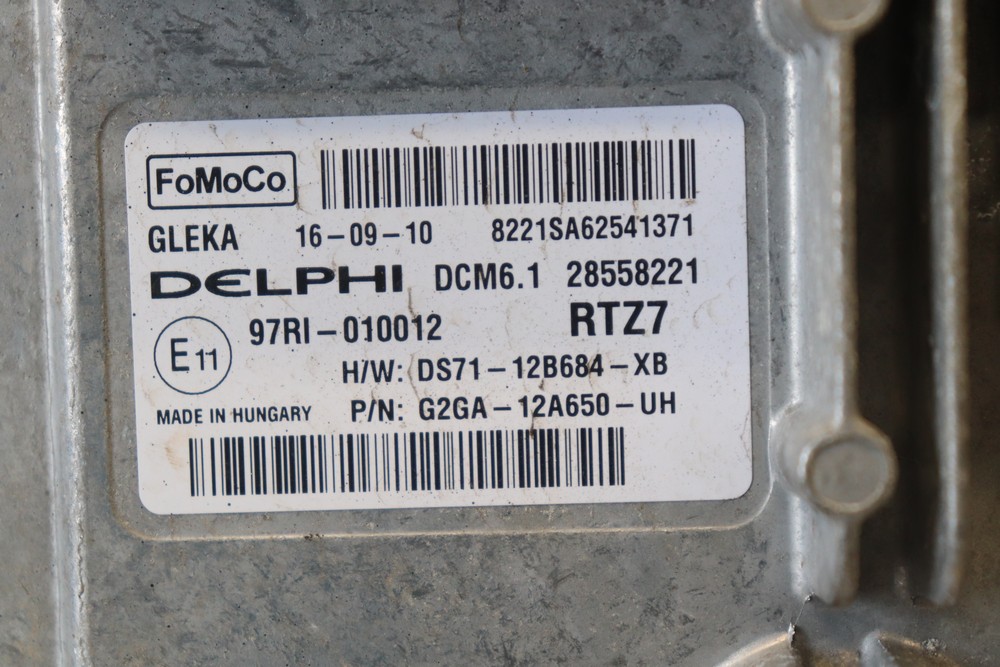 FoMoCo
GLEKA 16-09-10 8221SA62541371
DELPHI DCM6.1 28558221
97RI-010012 RTZ7
E11
H/W: DS71-12B684-XB
MADE IN HUNGARY P/N: G2GA-12A650-UH